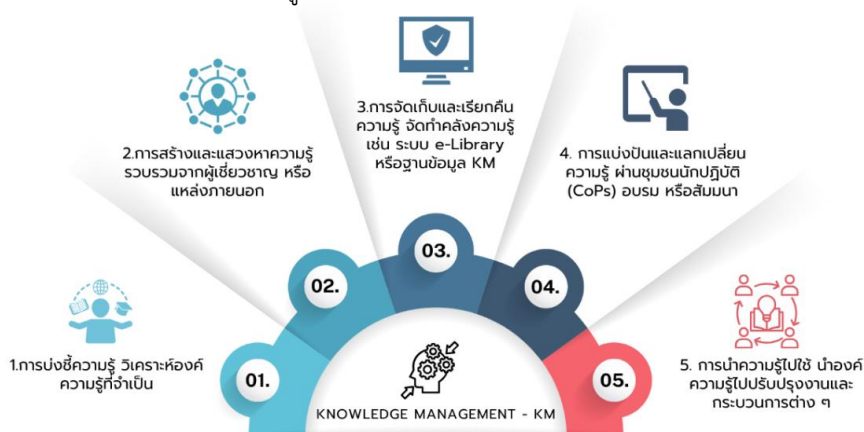 1.การบ่งชี้ความรู้ วิเคราะห์องค์
ความรู้ที่จำเป็น
01.
2.การสร้างและแสวงหาความรู้
รวบรวมจากผู้เชี่ยวชาญ หรือ
แหล่งภายนอก
02.
3.การจัดเก็บและเรียกคืน
ความรู้ จัดทำคลังความรู้
เช่น ระบบ e-Library
หรือฐานข้อมูล KM
03.
4. การแบ่งปันและแลกเปลี่ยน
ความรู้ ผ่านชุมชนนักปฏิบัติ
(CoPs) อบรม หรือสัมมนา
04.
5. การนำความรู้ไปใช้ นำองค์
ความรู้ไปปรับปรุงงานและ
กระบวนการต่าง ๆ
05.
KNOWLEDGE MANAGEMENT - KM